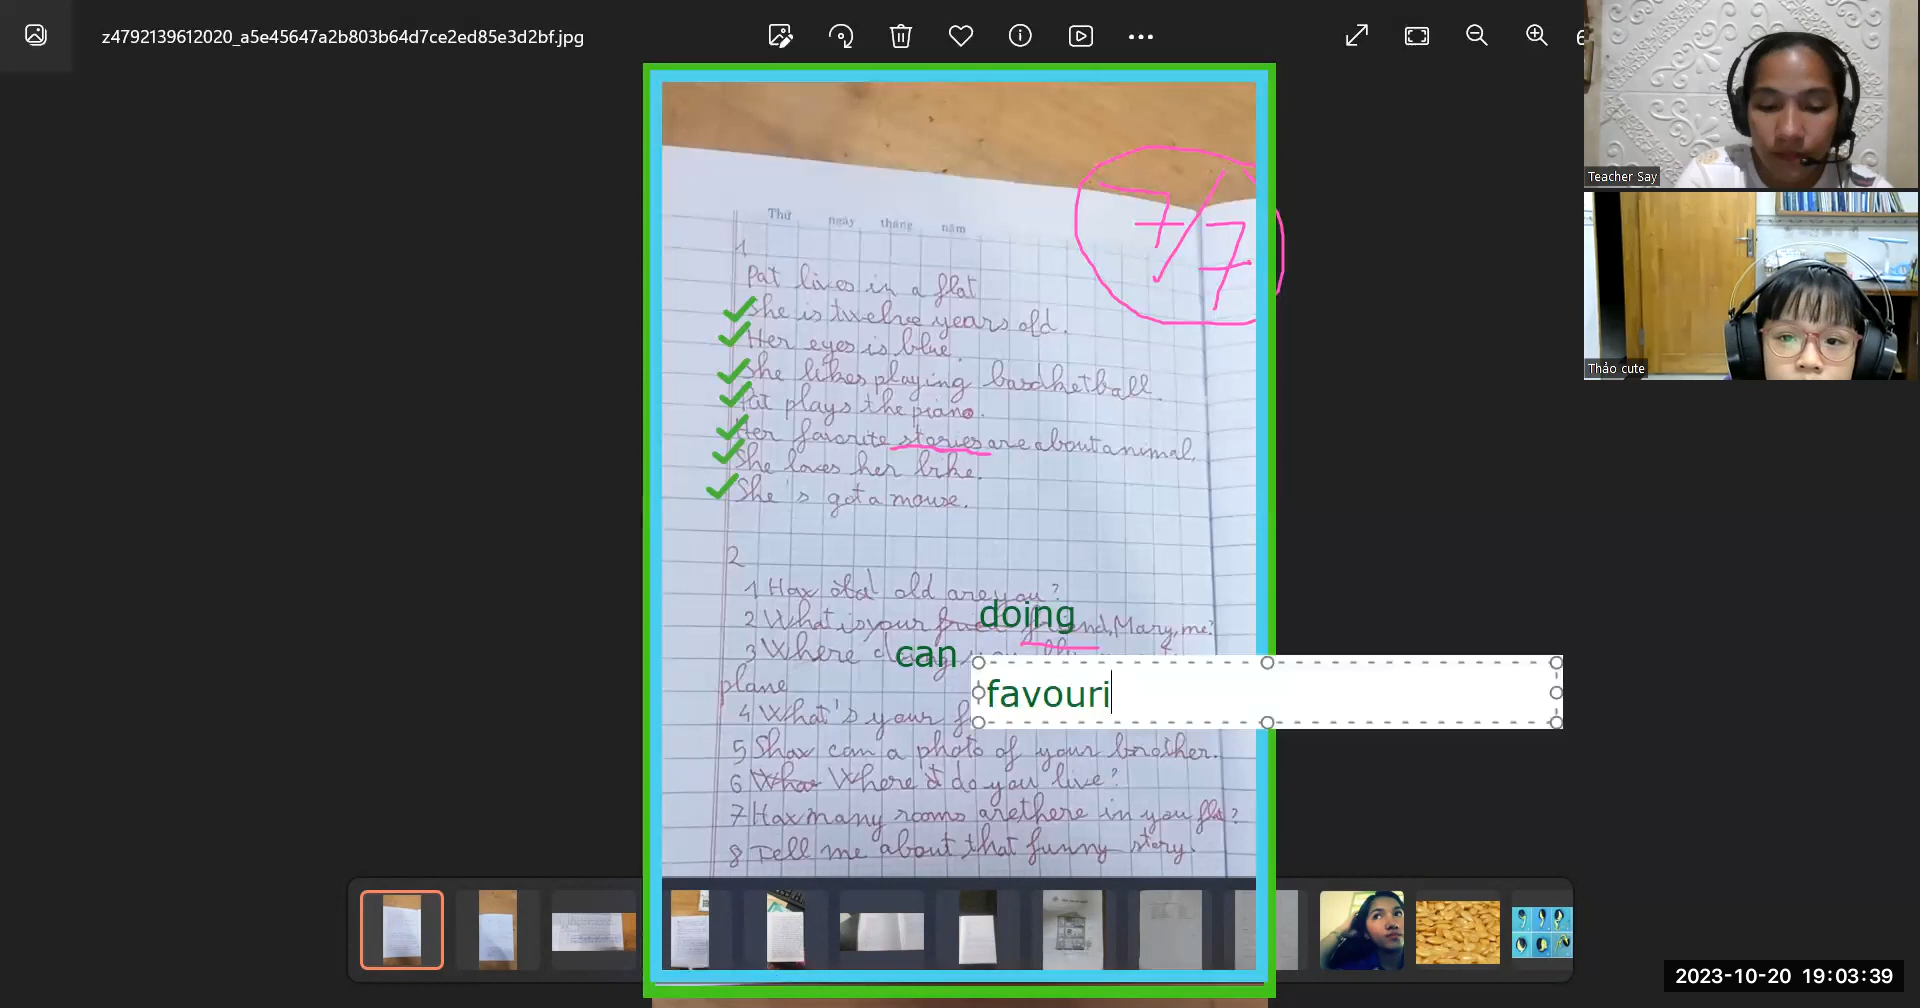 z4792139612020_a5e45647a2b803b64d7ce2ed85e3d2bf.jpg
Teacher Say
Thảo cute
7/7
Thứ ngày tháng năm
1
Pat lives in a flat
She is twelve years old.
Her eyes is blue.
She likes playing basdketball.
Pat plays the piano.
Her favorite stories are about animal.
She loves her bike.
She's got a mouse.
2
1 How old are you?
doing
2 What is your friend, Mary, me?
can
3 Where
plane
favouri
4 What's your f
5 Show can a photo of your brother.
6 Where do you live?
7 How many rooms are there in you flat?
8 Tell me about that funny story.
2023-10-20 19:03:39